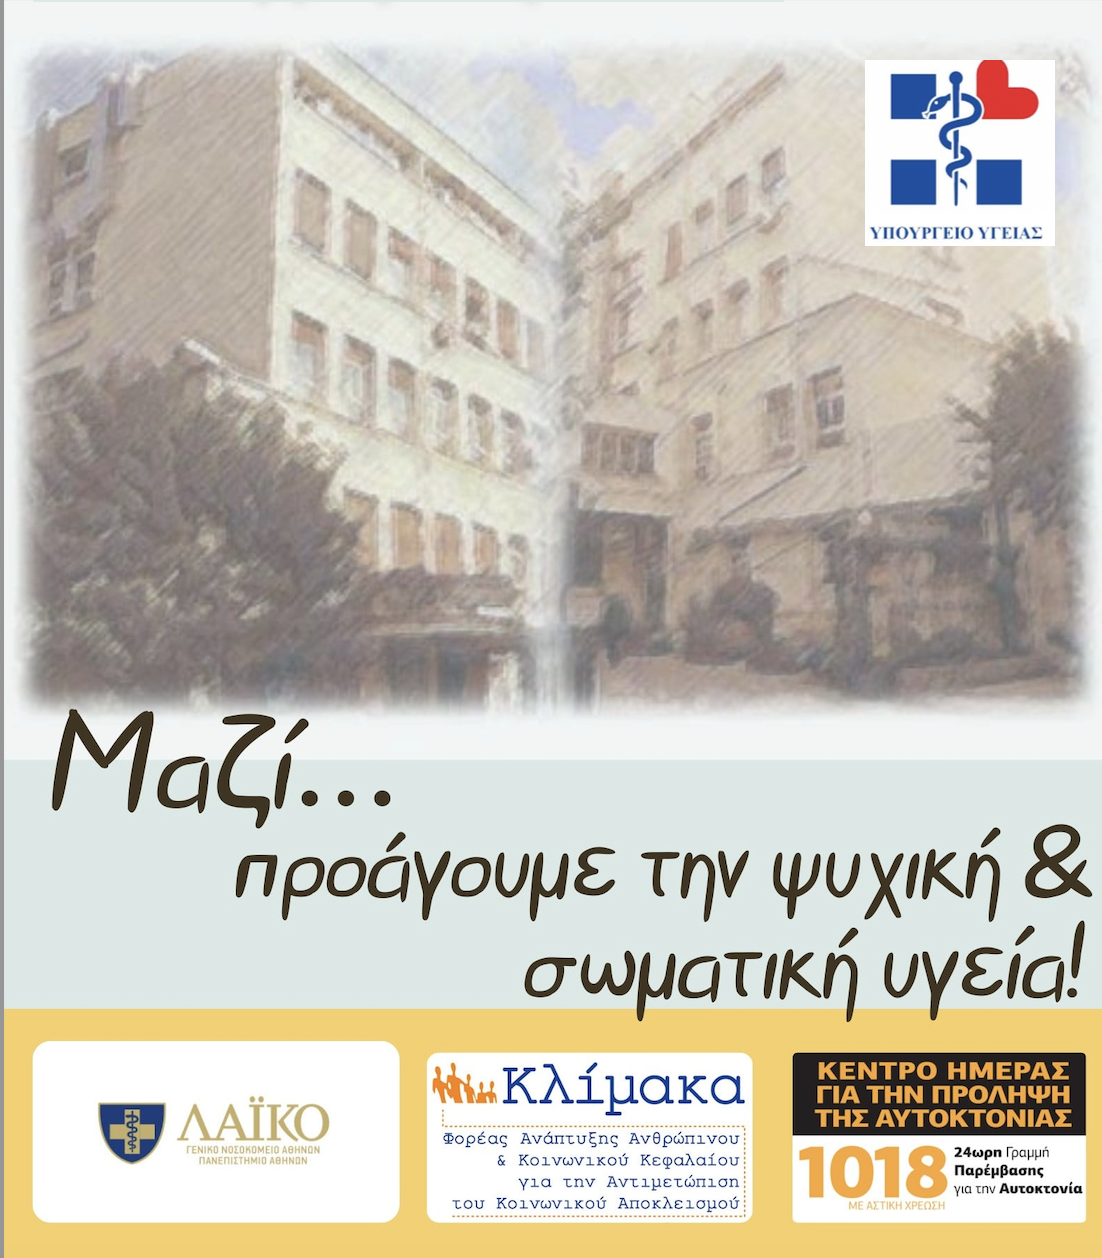 ΥΠΟΥΡΓΕΙΟ ΥΓΕΙΑΣ
Μαζί...
προάγουμε την ψυχική &
σωματική υγεία!
ΛΑΪΚΟ
ΓΕΝΙΚΟ ΝΟΣΟΚΟΜΕΙΟ ΑΘΗΝΩΝ
ΠΑΝΕΠΙΣΤΗΜΙΟ ΑΘΗΝΩΝ
Κλίμακα
Φορέας Ανάπτυξης Ανθρώπινου
& Κοινωνικού Κεφαλαίου
για την Αντιμετώπιση
του Κοινωνικού Αποκλεισμού
ΚΕΝΤΡΟ ΗΜΕΡΑΣ
ΓΙΑ ΤΗΝ ΠΡΟΛΗΨΗ
ΤΗΣ ΑΥΤΟΚΤΟΝΙΑΣ
1018
ΜΕ ΑΣΤΙΚΗ ΧΡΕΩΣΗ
24ωρη Γραμμή
Παρέμβασης
για την Αυτοκτονία